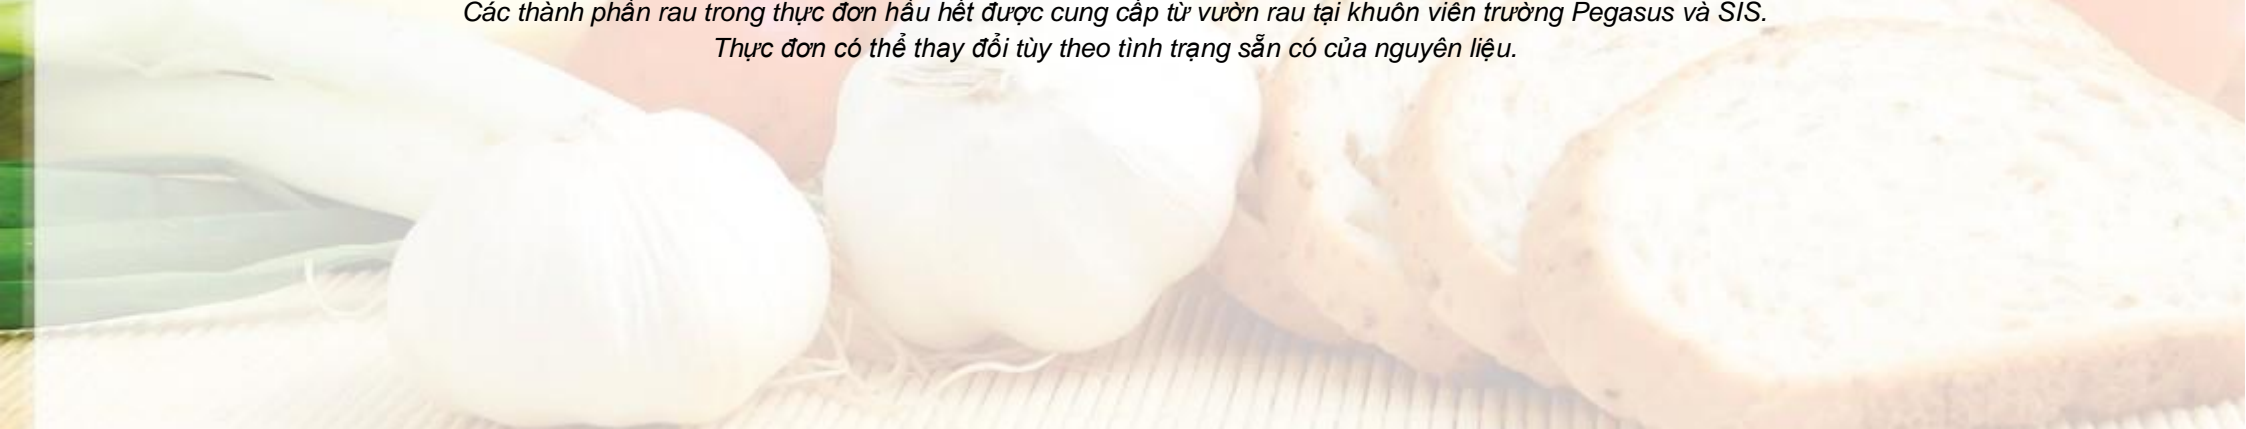 Các thành phần rau trong thực đơn hầu hết được cung cấp từ vườn rau tại khuôn viên trường Pegasus và SIS.
Thực đơn có thể thay đổi tùy theo tình trạng sẵn có của nguyên liệu.